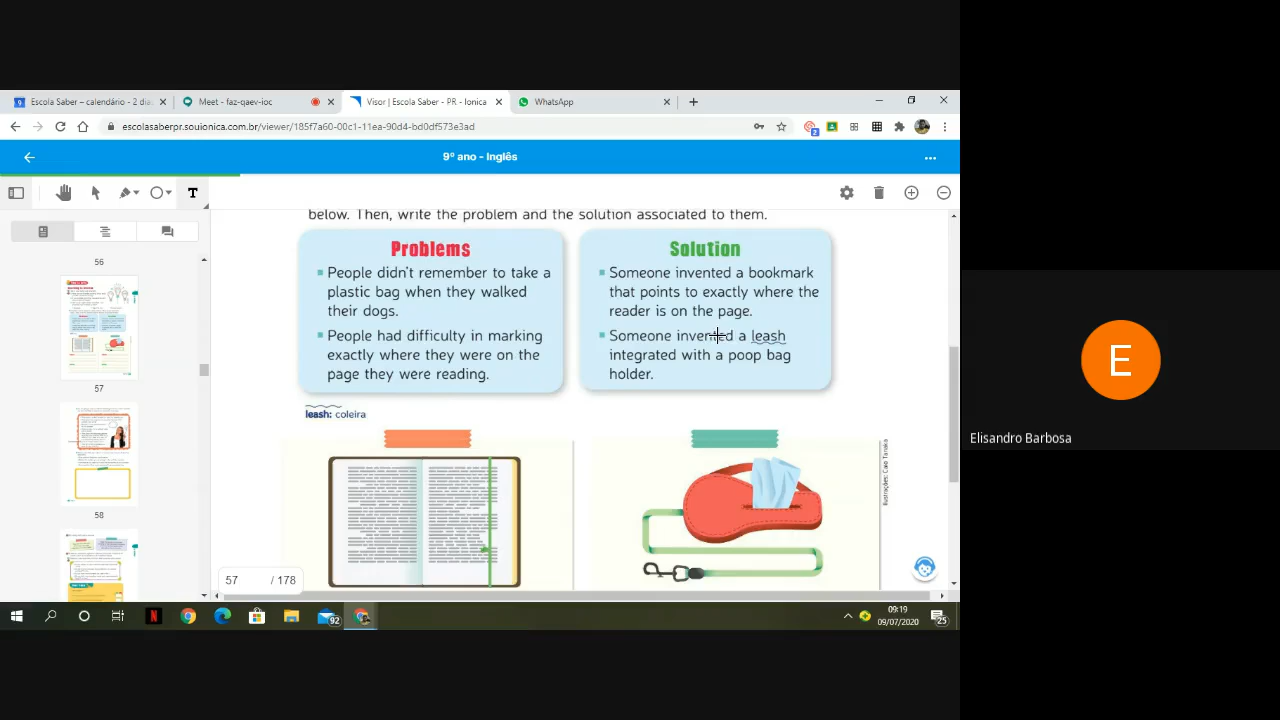 Escola Saber – calendário - 2 dia
Meet - faz-qaev-ioc
Visor | Escola Saber - PR - Ionica
WhatsApp
escolasaberpr.souionica.com.br/viewer/185f7a60-00c1-11ea-90d4-bd0df573e3ad
2
9º ano - Inglês
T
56
57
58
below. Then, write the problem and the solution associated to them.
Problems
People didn't remember to take a
plastic bag when they walked
their dogs.
People had difficulty in marking
exactly where they were on the
page they were reading.
Solution
Someone invented a bookmark
that points to exactly where the
reader is on the page.
Someone invented a leash
integrated with a poop bag
holder.
leash: coleira
57 / 178
92
09:19
09/07/2020
25
E
Elisandro Barbosa